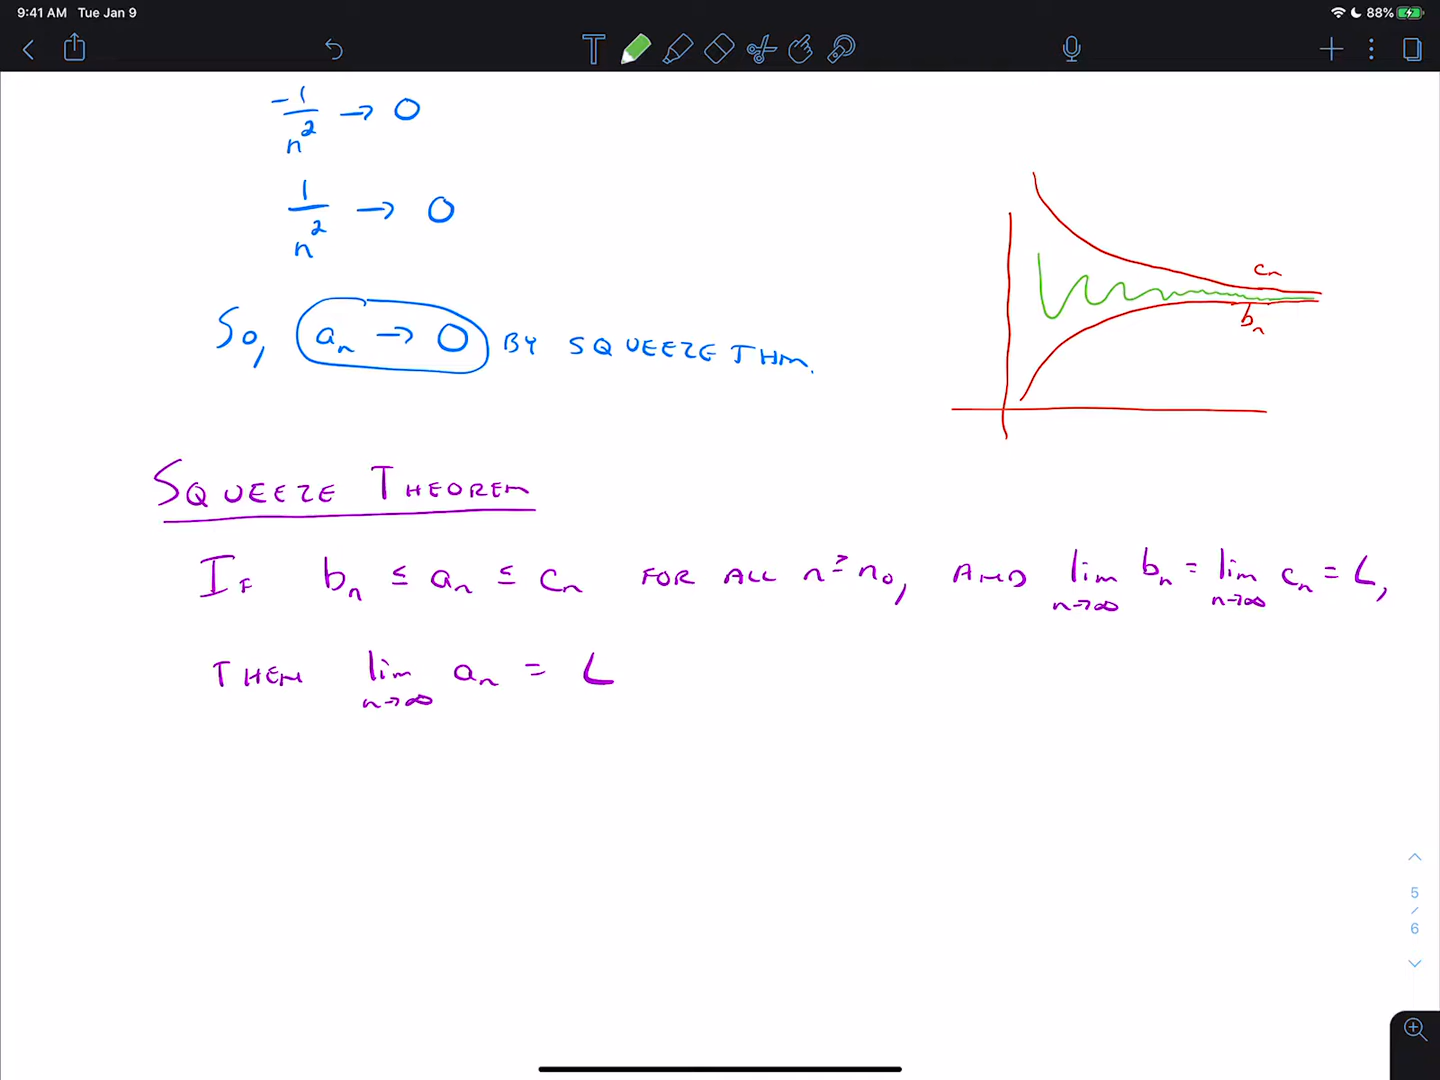 9:41 AM Tue Jan 9 88%
-1/n² → 0
1/n² → 0
cₙ
bₙ
So, aₙ → 0 BY SQUEEZE THM.
SQUEEZE THEOREM
IF bₙ ≤ aₙ ≤ cₙ FOR ALL n ≥ n₀, AND lim n→∞ bₙ = lim n→∞ cₙ = L,
THEN lim n→∞ aₙ = L
5
/
6